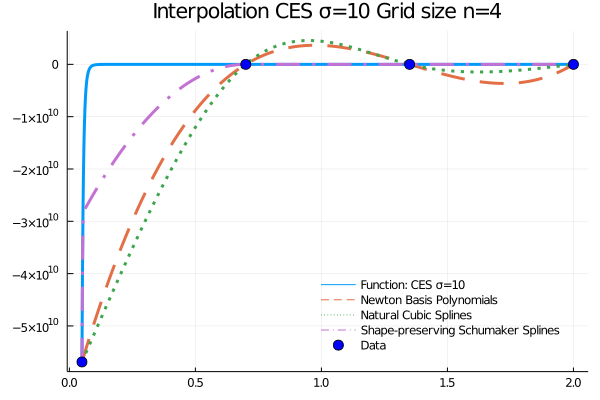 Interpolation CES σ=10 Grid size n=4
0
−1×10¹⁰
−2×10¹⁰
−3×10¹⁰
−4×10¹⁰
−5×10¹⁰
Function: CES σ=10
Newton Basis Polynomials
Natural Cubic Splines
Shape-preserving Schumaker Splines
Data
0.0 0.5 1.0 1.5 2.0